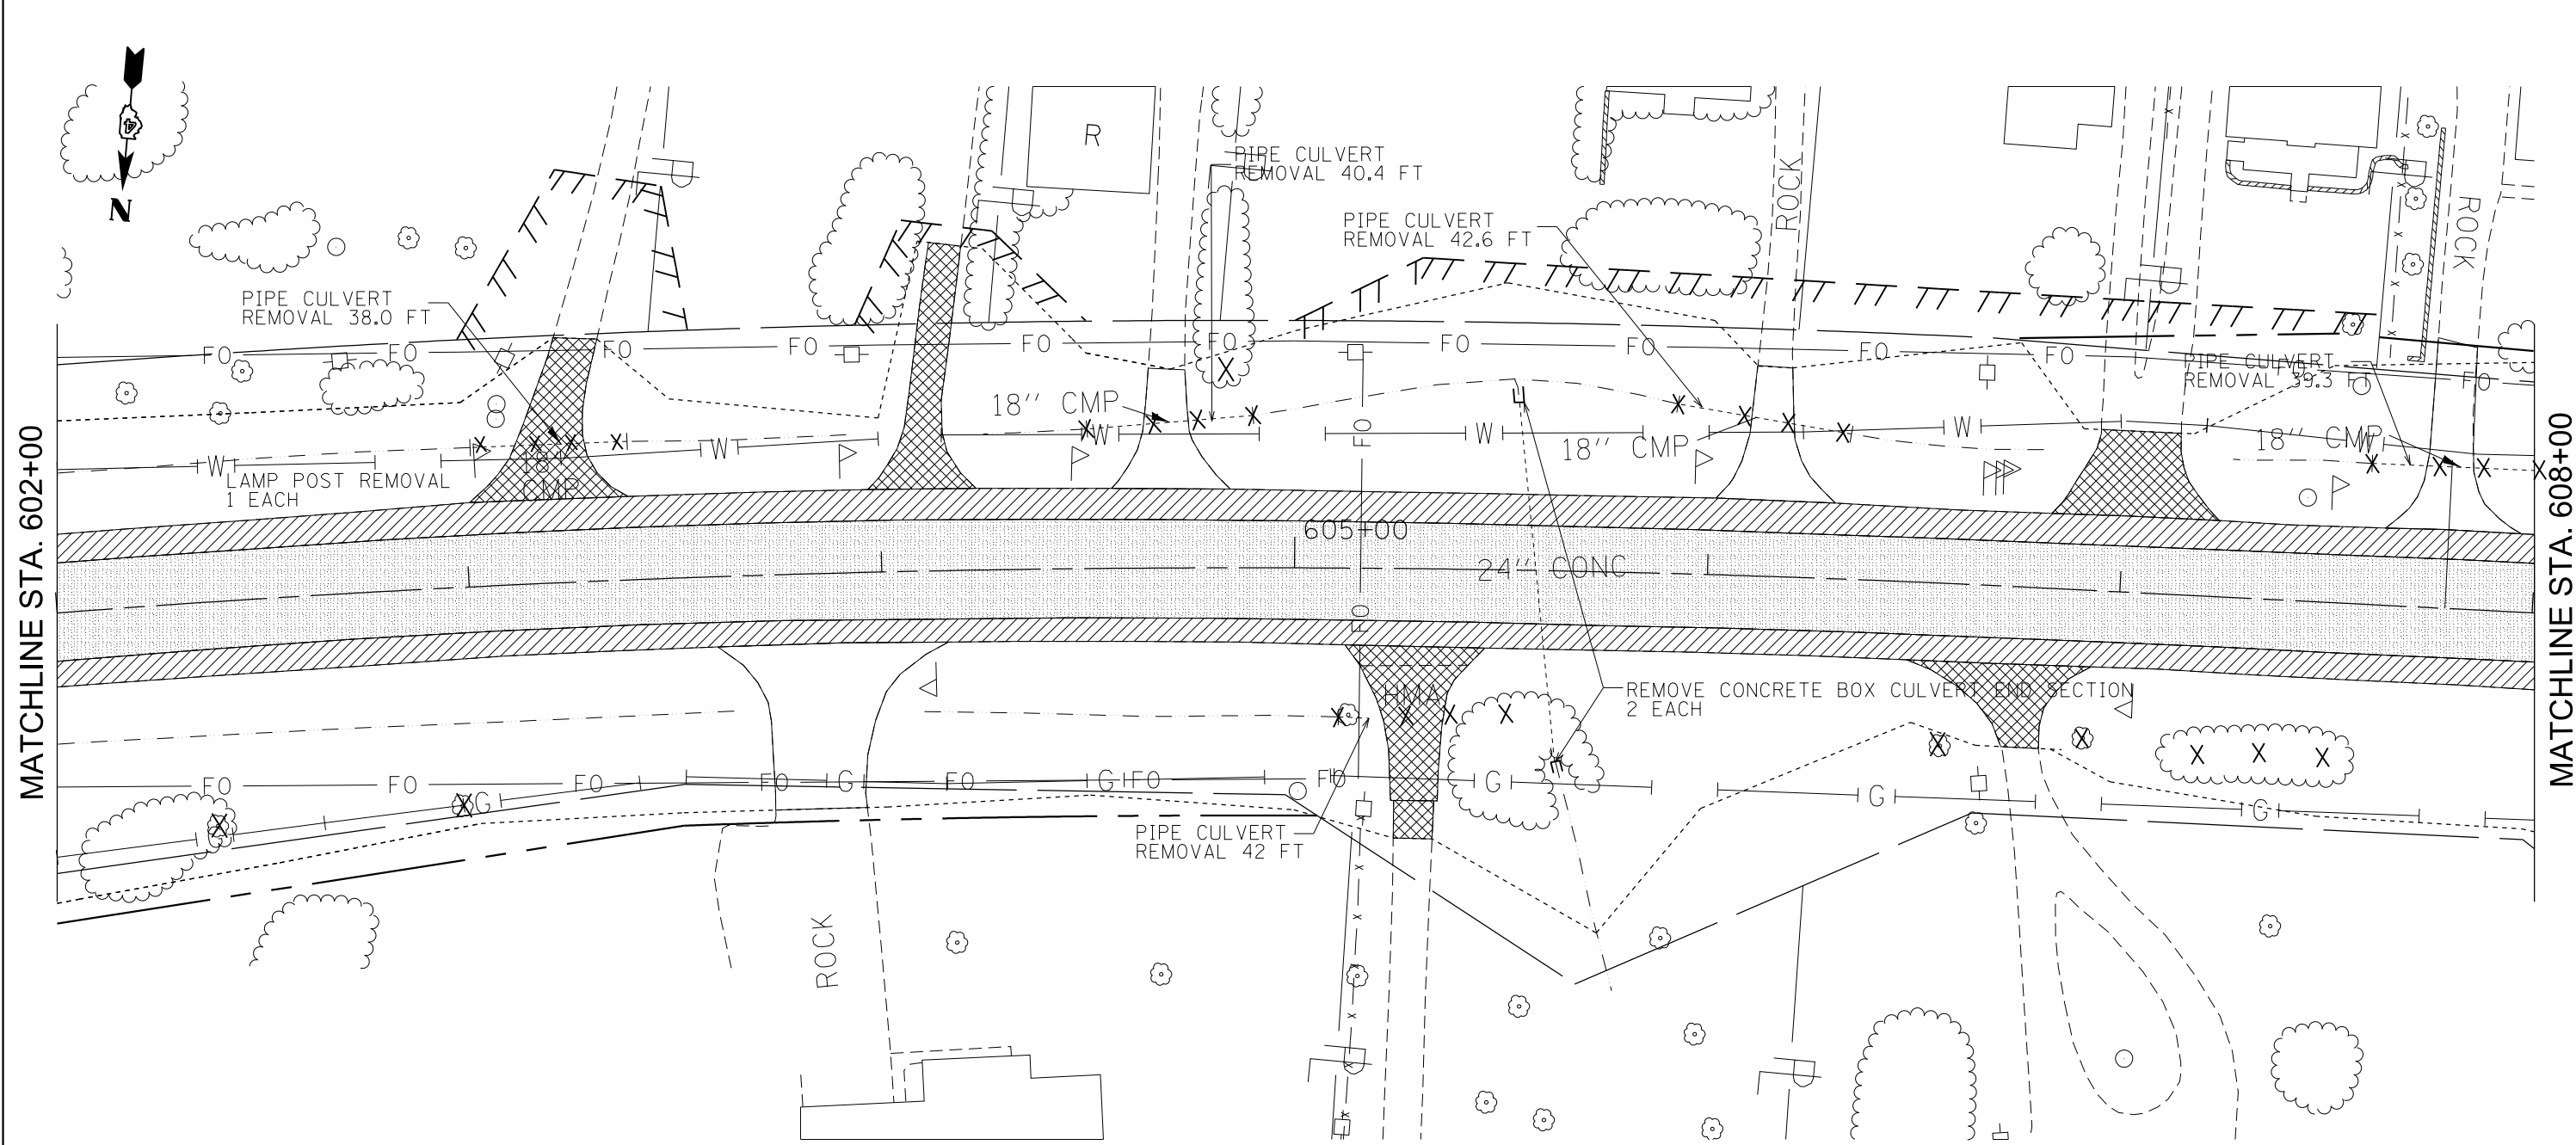 N
R
PIPE CULVERT
REMOVAL 40.4 FT
ROCK
PIPE CULVERT
REMOVAL 42.6 FT
ROCK
PIPE CULVERT
REMOVAL 38.0 FT
FO
FO
FO
FO
FO
FO
FO
FO
FO
FO
FO
PIPE CULVERT
REMOVAL 39.3 FT
18'' CMP
FO
18'' CMP
18'' CMP
W
W
W
W
W
W
18''
CMP
LAMP POST REMOVAL
1 EACH
MATCHLINE STA. 602+00
MATCHLINE STA. 608+00
605+00
24'' CONC
FO
HMA
REMOVE CONCRETE BOX CULVERT END SECTION
2 EACH
FO
FO
FO
FO
G
FO
G
FO
FO
G
G
G
G
G
PIPE CULVERT
REMOVAL 42 FT
ROCK